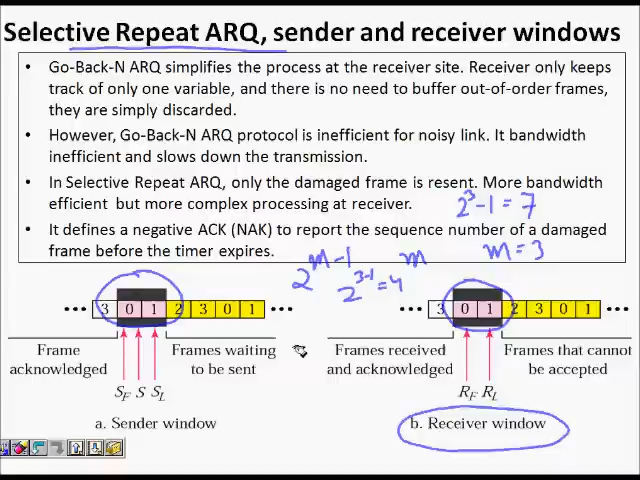 Selective Repeat ARQ, sender and receiver windows
• Go-Back-N ARQ simplifies the process at the receiver site. Receiver only keeps
track of only one variable, and there is no need to buffer out-of-order frames,
they are simply discarded.
• However, Go-Back-N ARQ protocol is inefficient for noisy link. It bandwidth
inefficient and slows down the transmission.
• In Selective Repeat ARQ, only the damaged frame is resent. More bandwidth
efficient but more complex processing at receiver.
2³-1 = 7
• It defines a negative ACK (NAK) to report the sequence number of a damaged
frame before the timer expires.
m = 3
2^m-1
m
2^3-1 = 4
••• 3 0 1 2 3 0 1 •••
••• 3 0 1 2 3 0 1 •••
Frame
acknowledged
Frames waiting
to be sent
Frames received
and acknowledged
Frames that cannot
be accepted
S_F S S_L
R_F R_L
a. Sender window
b. Receiver window